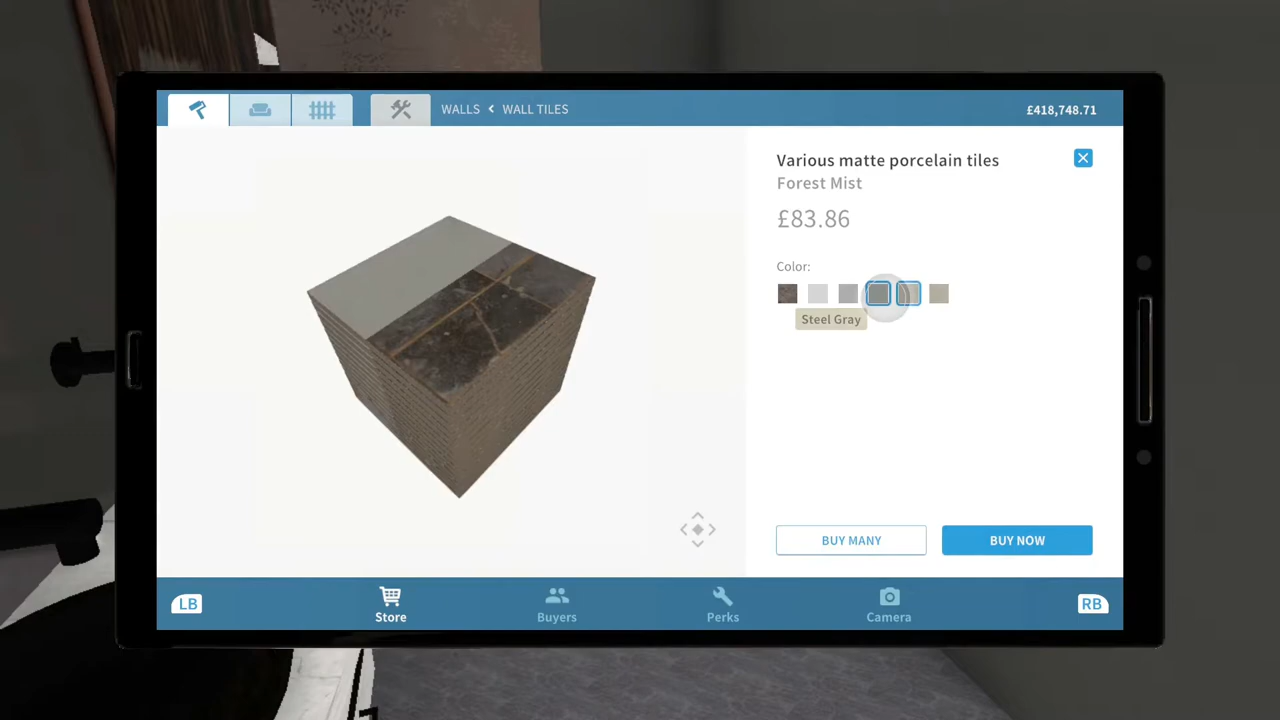 WALLS < WALL TILES
£418,748.71
Various matte porcelain tiles
Forest Mist
£83.86
Color:
Steel Gray
BUY MANY
BUY NOW
LB
Store
Buyers
Perks
Camera
RB